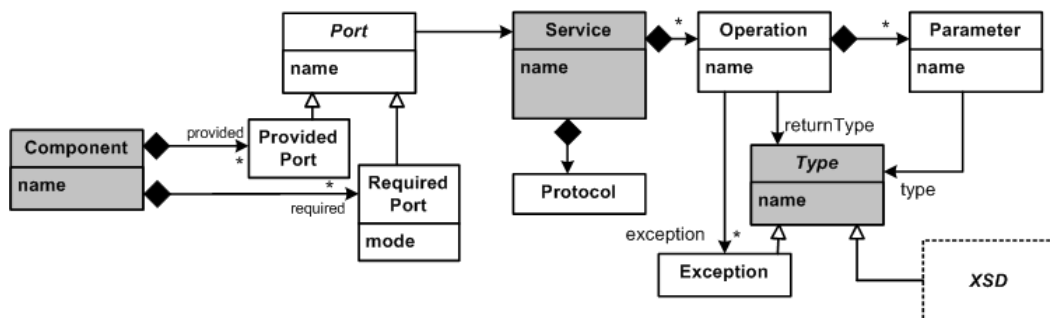 Port
name
Service
name
*
Operation
name
*
Parameter
name
Component
name
provided
*
Provided
Port
*
required
Required
Port
mode
Protocol
returnType
Type
name
type
exception
*
Exception
XSD